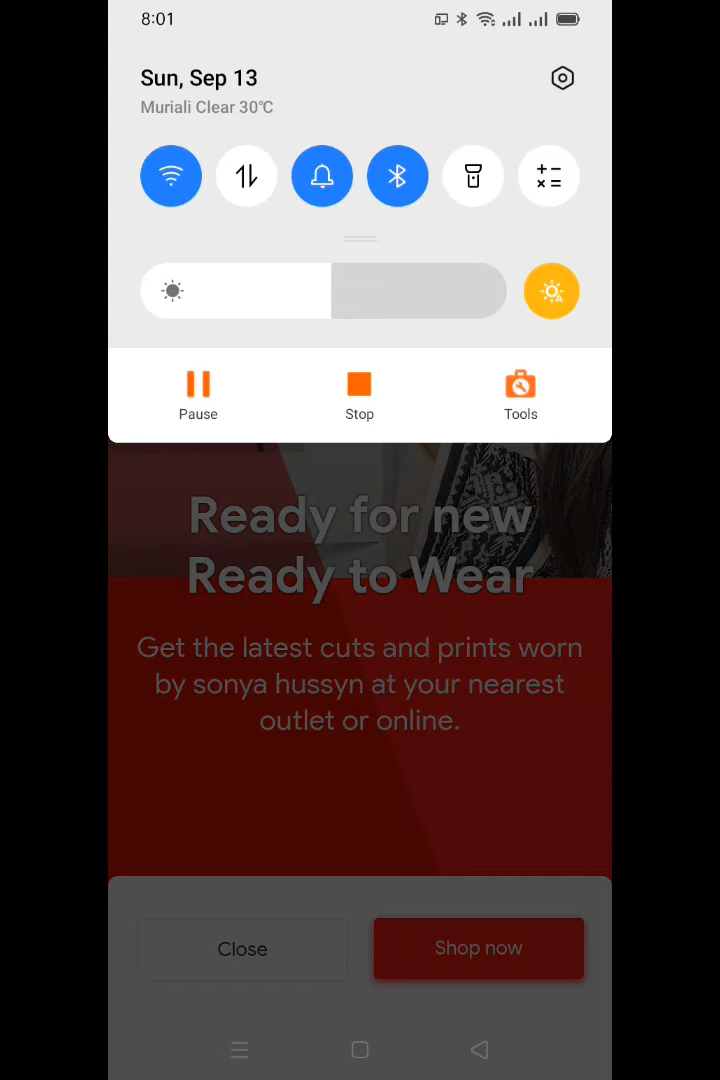 8:01
Sun, Sep 13
Muriali Clear 30°C
Pause
Stop
Tools
Ready for new
Ready to Wear
Get the latest cuts and prints worn
by sonya hussyn at your nearest
outlet or online.
Close
Shop now